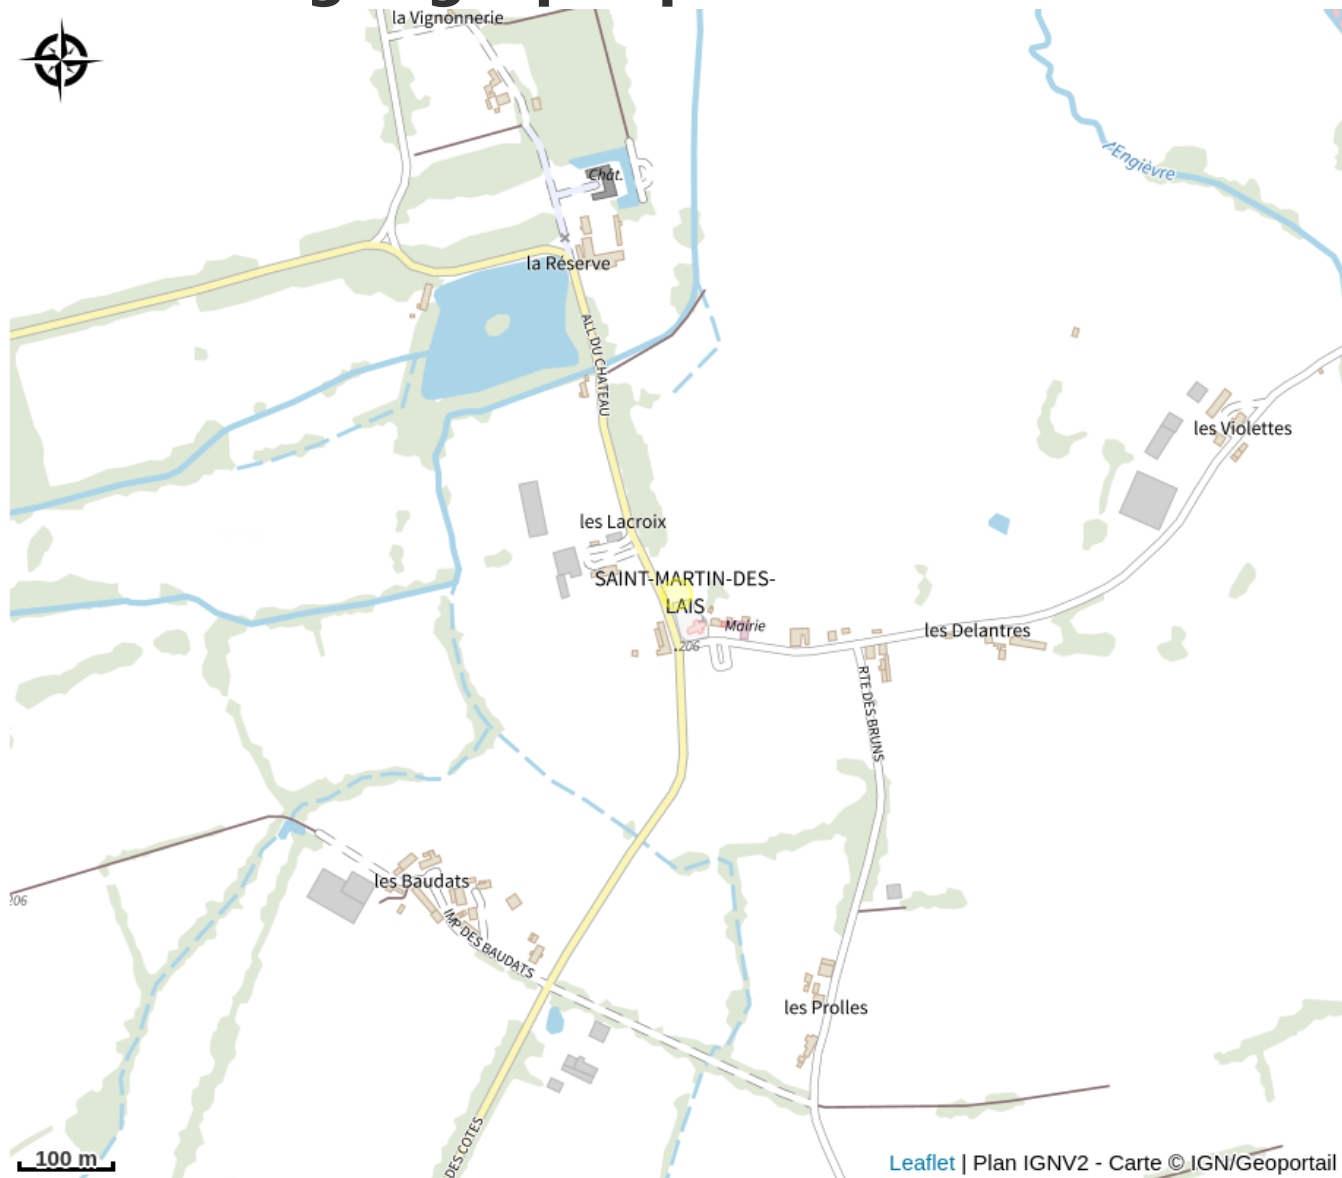 la Vignonnerie
l'Engièvre
Chât.
la Réserve
ALL DU CHATEAU
les Violettes
les Lacroix
SAINT-MARTIN-DES-
LAIS
Mairie
les Delantres
206
RTE DES BRUNS
les Baudats
206
IMP DES BAUDATS
les Prolles
DES COTES
100 m
Leaflet | Plan IGNV2 - Carte © IGN/Geoportail